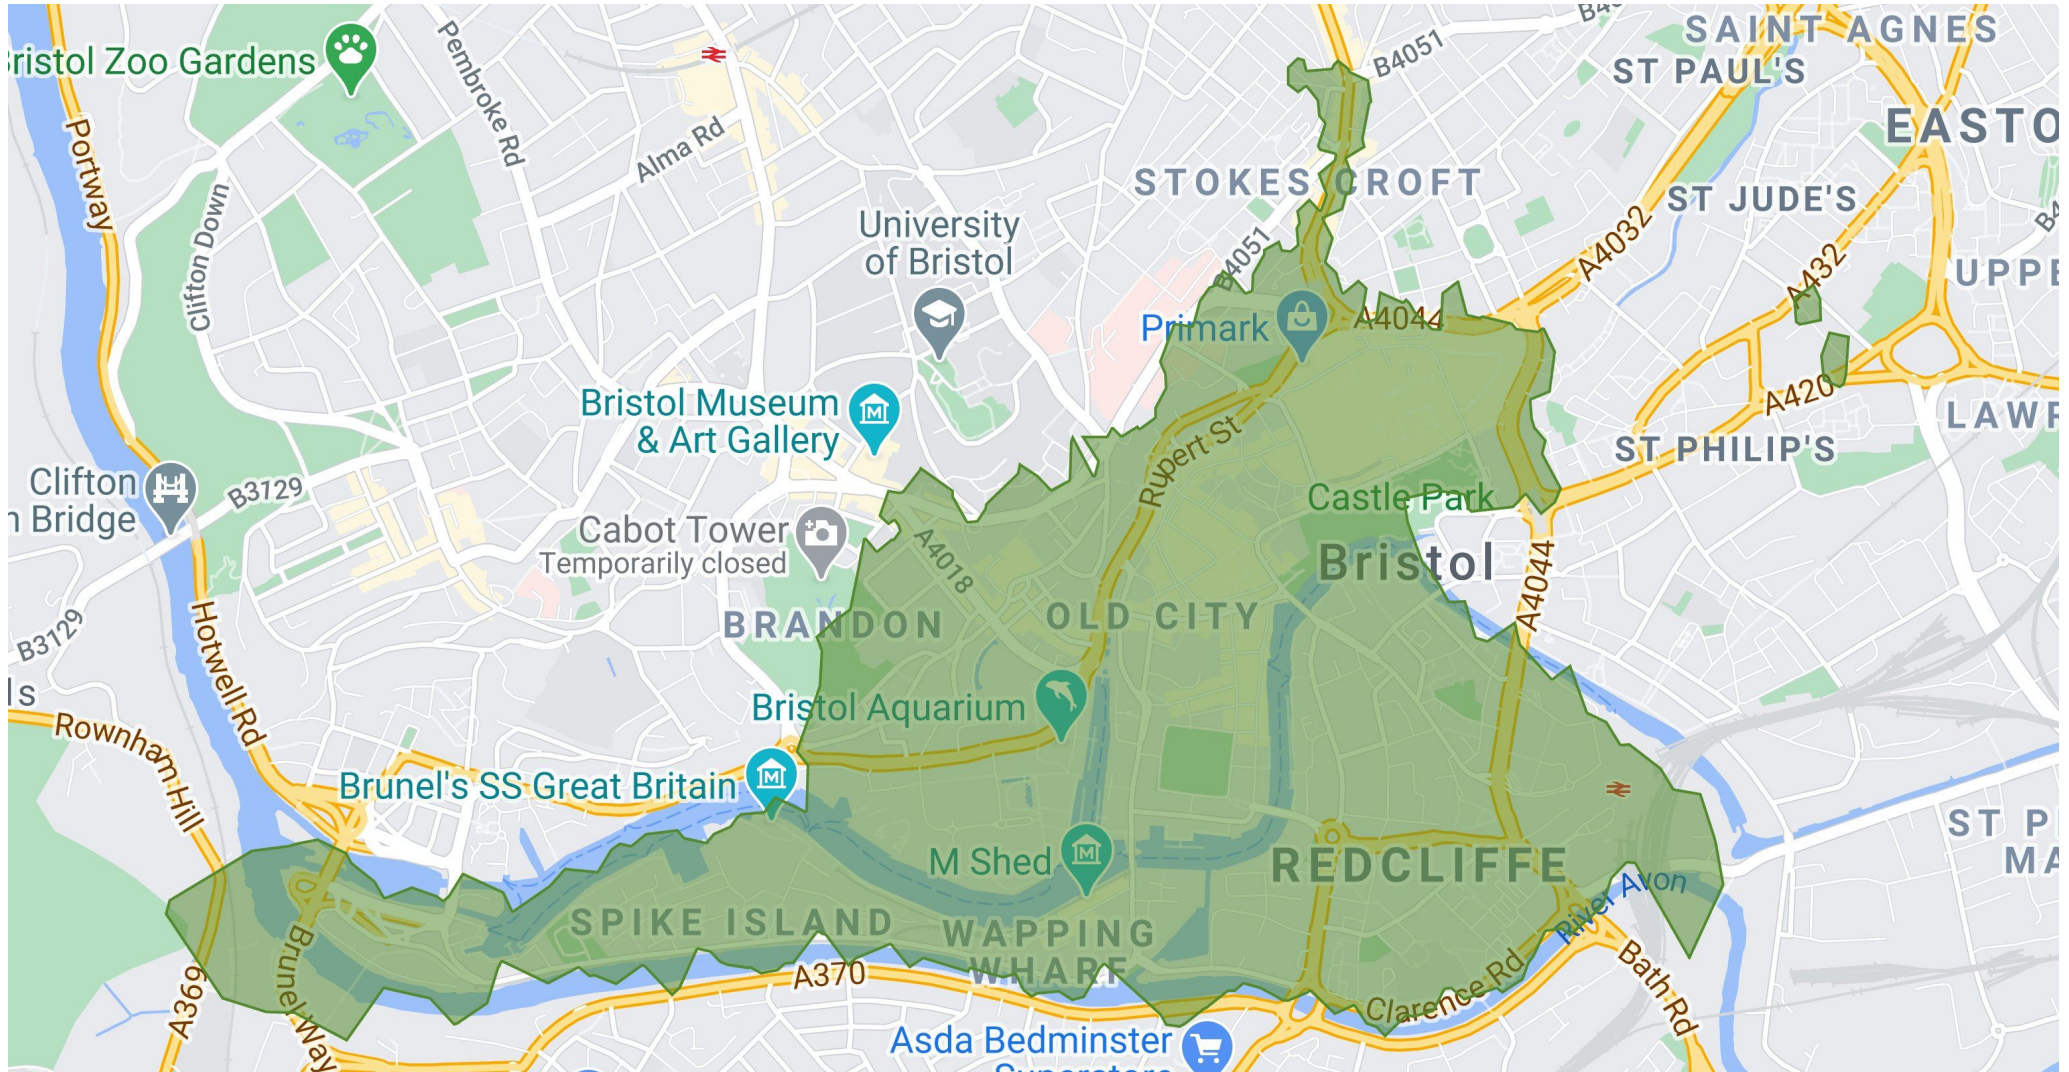 B40
SAINT AGNES
ristol Zoo Gardens
Pembroke Rd
B4051
ST PAUL'S
EASTO
Portway
Alma Rd
STOKES CROFT
ST JUDE'S
Clifton Down
University
of Bristol
B4051
A4032
A432
B4
UPPE
Primark
A4044
Bristol Museum
& Art Gallery
A420
LAWR
Rupert St
ST PHILIP'S
Clifton
n Bridge
B3129
Castle Park
Cabot Tower
Temporarily closed
A4018
Bristol
A4044
B3129
BRANDON
OLD CITY
Hotwell Rd
ls
Rownham Hill
Bristol Aquarium
Brunel's SS Great Britain
ST P
MA
M Shed
REDCLIFFE
River Avon
SPIKE ISLAND
WAPPING
WHARF
A369
Brunel Way
A370
Clarence Rd
Bath Rd
Asda Bedminster
Superstore